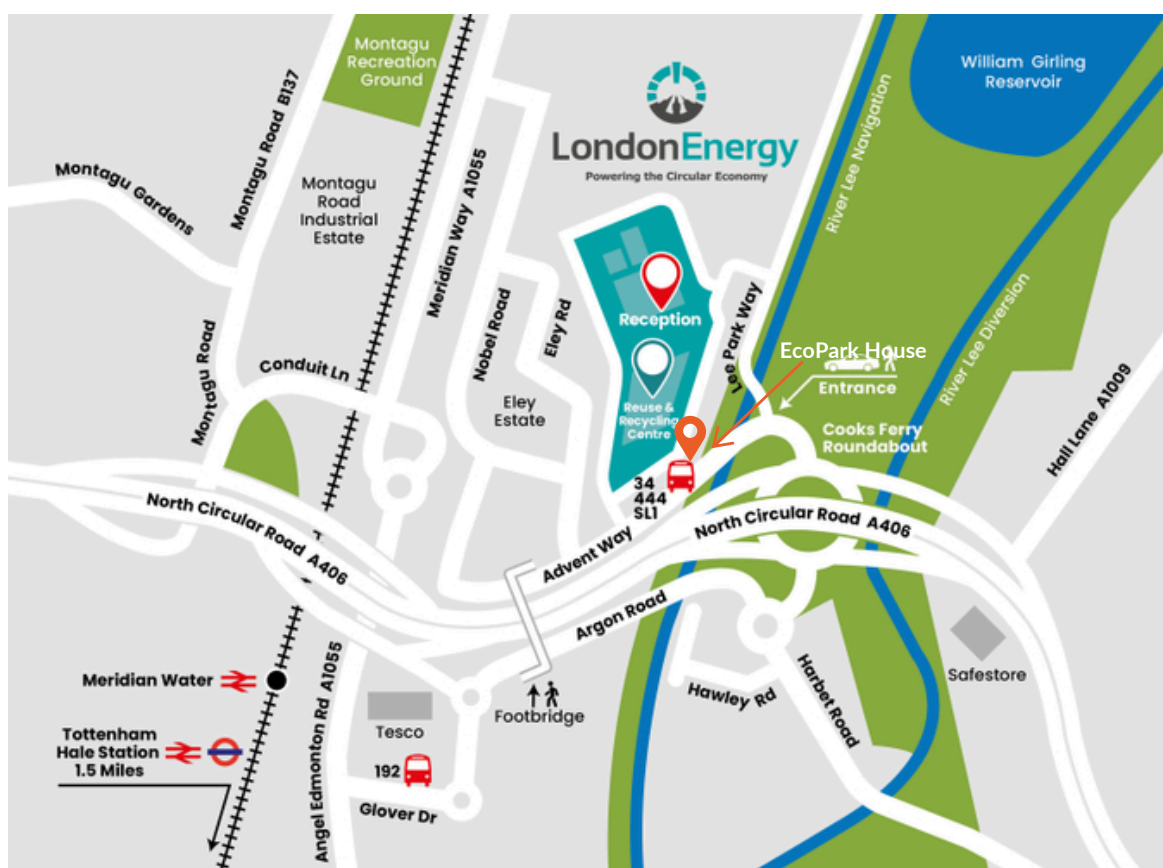 Montagu
Recreation
Ground
William Girling
Reservoir
LondonEnergy
Powering the Circular Economy
Montagu Road B137
Meridian Way A1055
River Lee Navigation
Montagu Gardens
Montagu
Road
Industrial
Estate
Reception
Nobel Road
Eley Rd
Lee Park Way
River Lee Diversion
EcoPark House
Entrance
Montagu Road
Conduit Ln
Eley
Estate
Reuse &
Recycling
Centre
Cooks Ferry
Roundabout
Hall Lane A1009
34
444
SL1
North Circular Road A406
North Circular Road A406
Advent Way
Argon Road
Safestore
Meridian Water
Angel Edmonton Rd A1055
Hawley Rd
Harbet Road
Footbridge
Tesco
Tottenham
Hale Station
1.5 Miles
192
Glover Dr